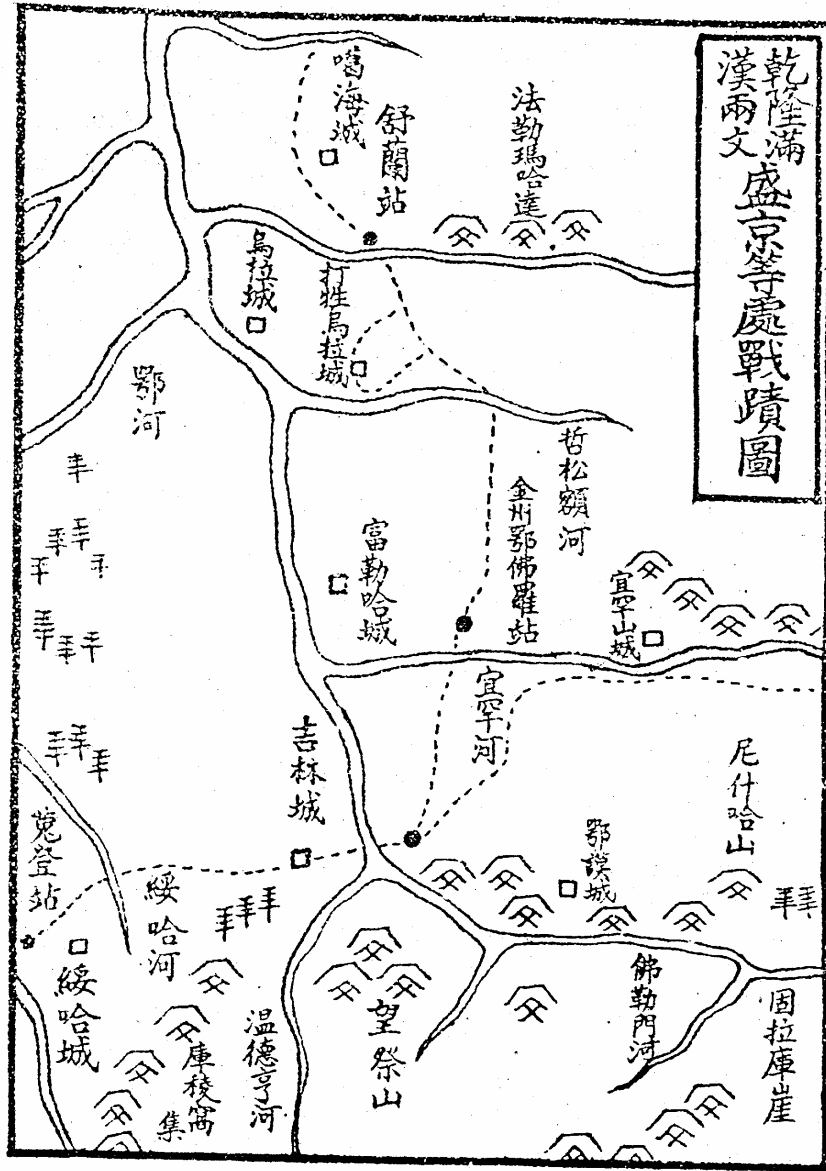 乾隆滿
漢兩文
盛京等處戰蹟圖
法勒瑪哈達
舒蘭站
噶海城
打牲烏拉城
烏拉城
鄂河
哲松額河
金州鄂佛羅站
富勒哈城
宜罕山城
宜罕河
尼什哈山
鄂謨城
吉林城
綏哈河
蒐登站
綏哈城
固拉庫崖
佛勒門河
望祭山
溫德亨河
庫稜窩
集